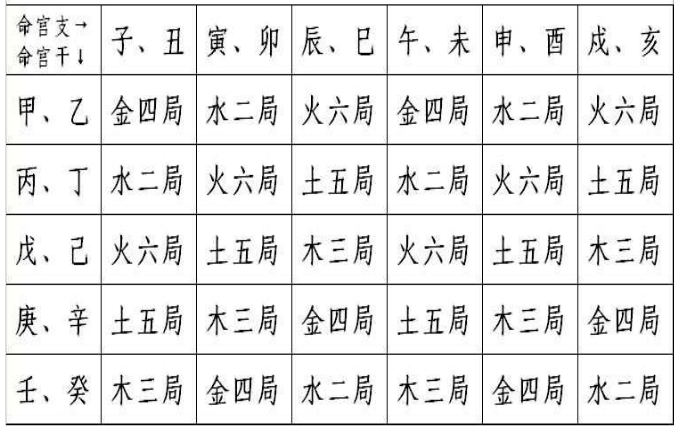 命宫支→
命宫干↓
子、丑 寅、卯 辰、巳 午、未 申、酉 戌、亥
甲、乙 金四局 水二局 火六局 金四局 水二局 火六局
丙、丁 水二局 火六局 土五局 水二局 火六局 土五局
戊、己 火六局 土五局 木三局 火六局 土五局 木三局
庚、辛 土五局 木三局 金四局 土五局 木三局 金四局
壬、癸 木三局 金四局 水二局 木三局 金四局 水二局